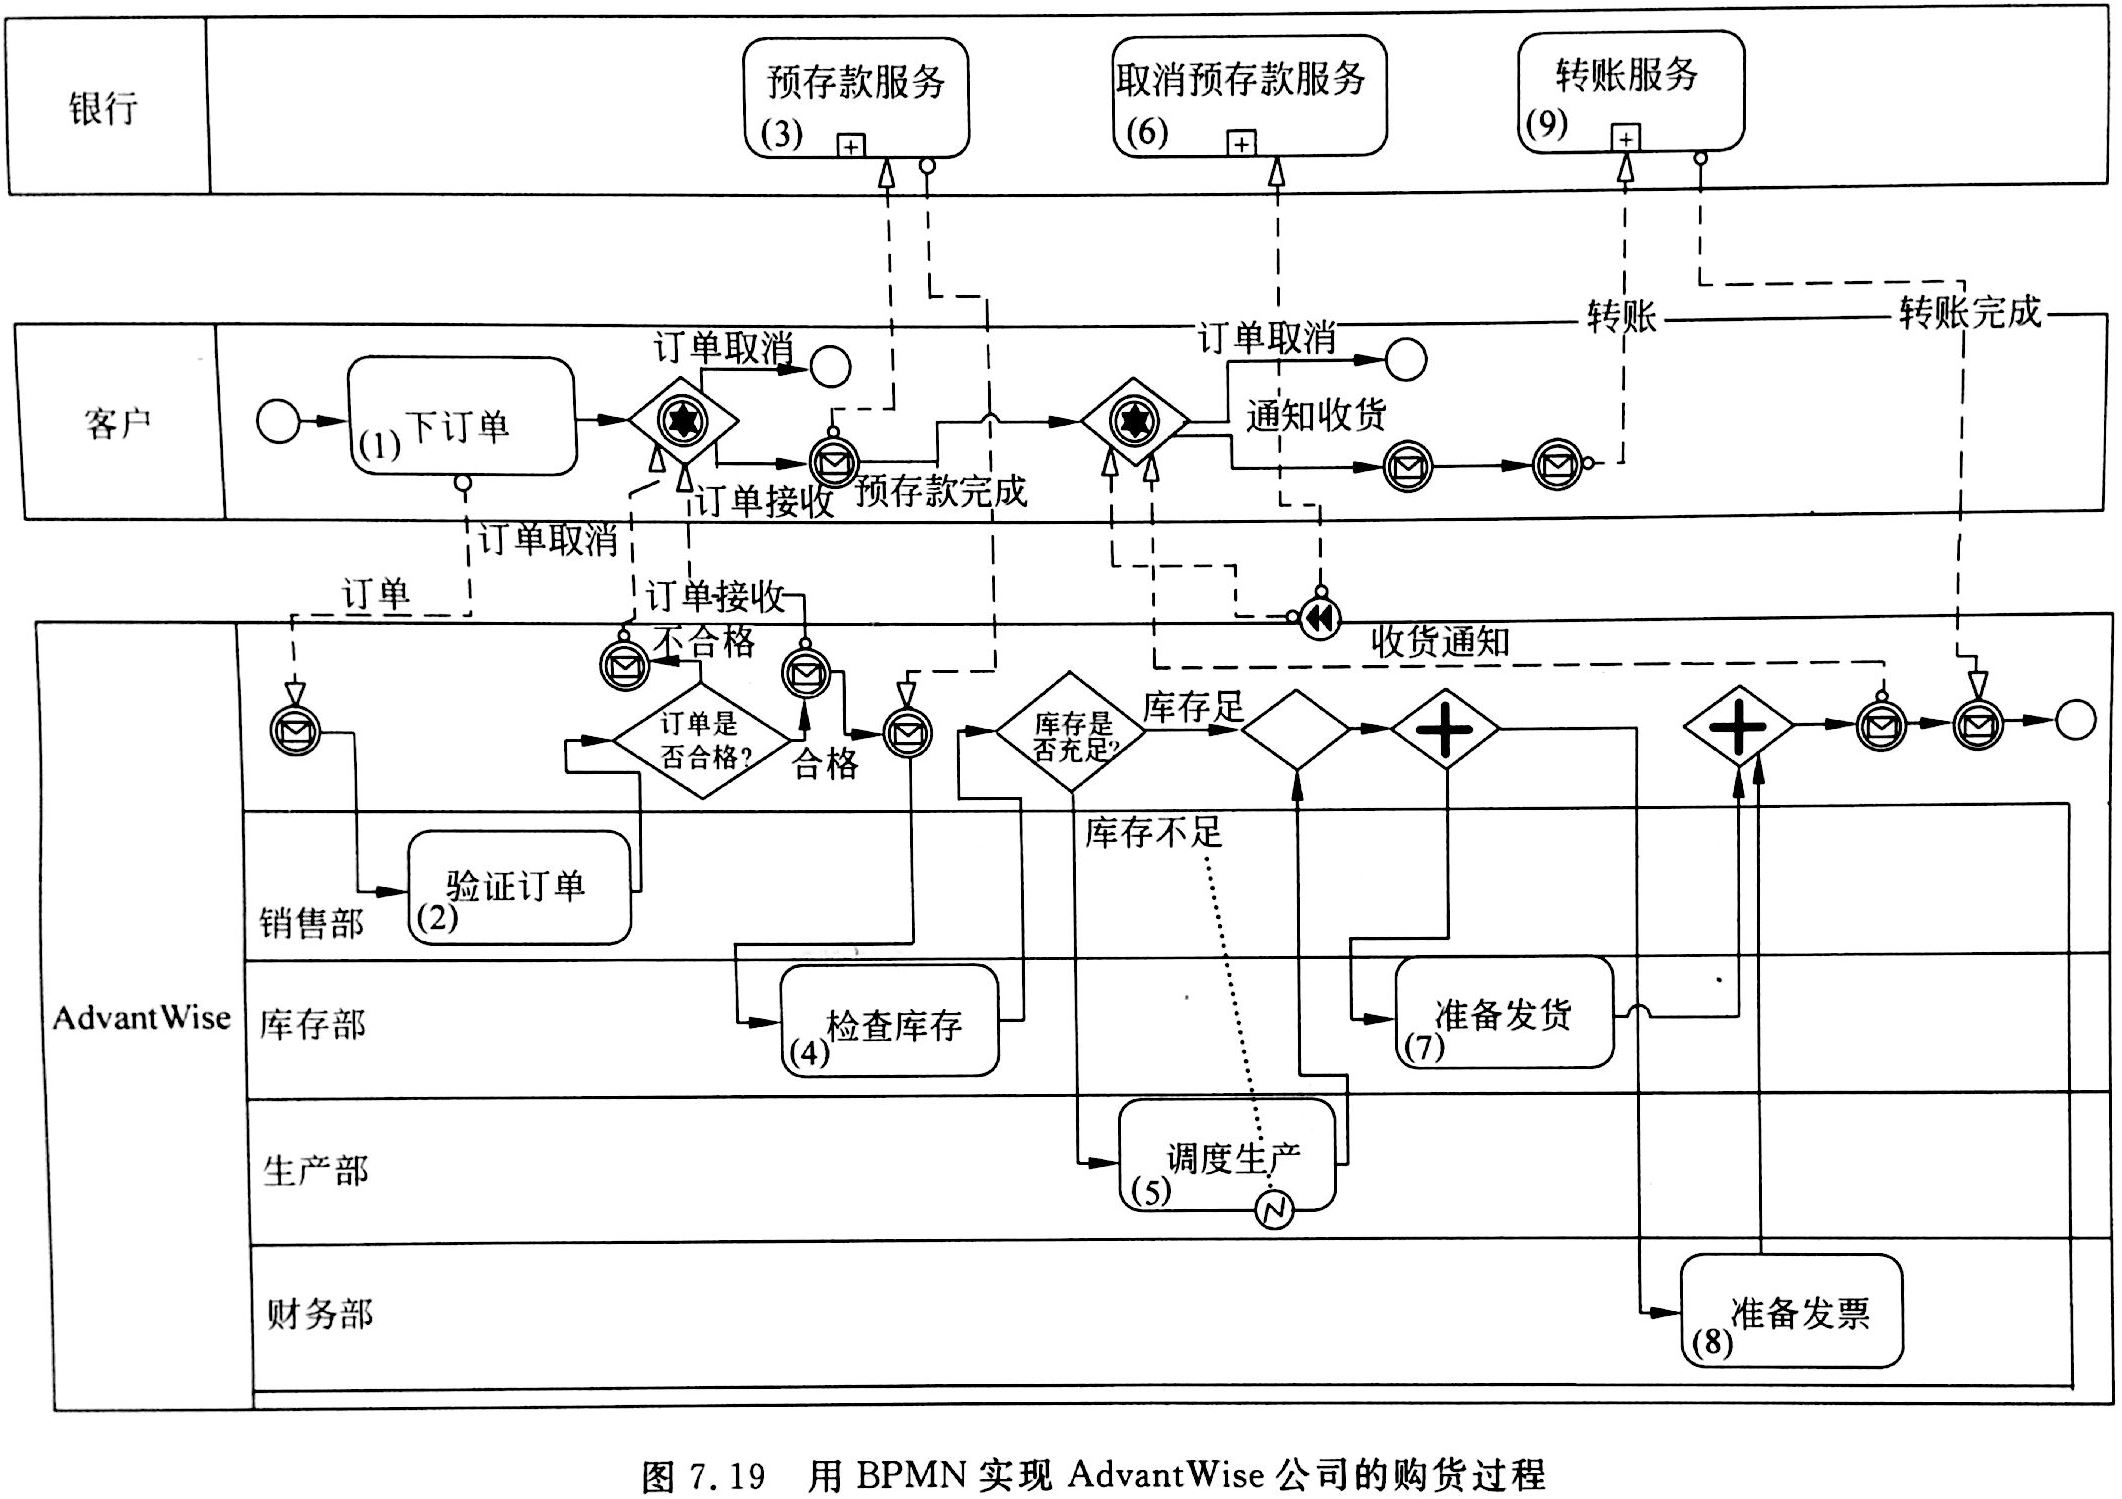 银行
预存款服务
(3)
取消预存款服务
(6)
转账服务
(9)
客户
下订单
(1)
订单取消
订单接收
预存款完成
订单取消
通知收货
转账
转账完成
订单取消
订单
订单接收
收货通知
AdvantWise
不合格
订单是
否合格?
合格
库存是
否充足?
库存足
库存不足
销售部
验证订单
(2)
库存部
检查库存
(4)
准备发货
(7)
生产部
调度生产
(5)
财务部
准备发票
(8)
图 7.19 用 BPMN 实现 AdvantWise 公司的购货过程